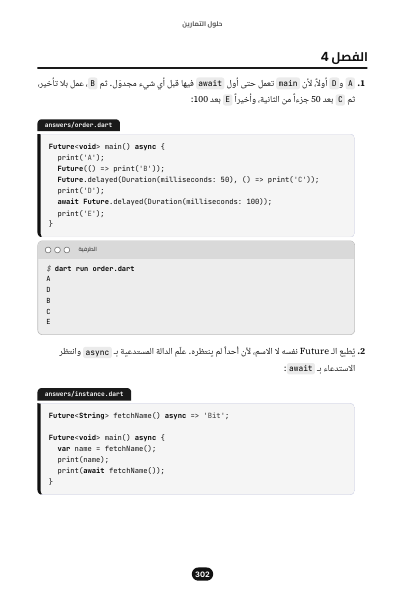 حلول التمارين
الفصل 4
1. A و D أولاً، لأن main تعمل حتى أول await فيها قبل أي شيء مجدوَل. ثم B، عمل بلا تأخير،
ثم C بعد 50 جزءاً من الثانية، وأخيراً E بعد 100:
answers/order.dart
Future<void> main() async {
  print('A');
  Future(() => print('B'));
  Future.delayed(Duration(milliseconds: 50), () => print('C'));
  print('D');
  await Future.delayed(Duration(milliseconds: 100));
  print('E');
}
الطرفية
$ dart run order.dart
A
D
B
C
E
2. يُطبع الـ Future نفسه لا الاسم، لأن أحداً لم ينتظره. علّم الدالة المستدعية بـ async وانتظر
الاستدعاء بـ await:
answers/instance.dart
Future<String> fetchName() async => 'Bit';
Future<void> main() async {
  var name = fetchName();
  print(name);
  print(await fetchName());
}
302